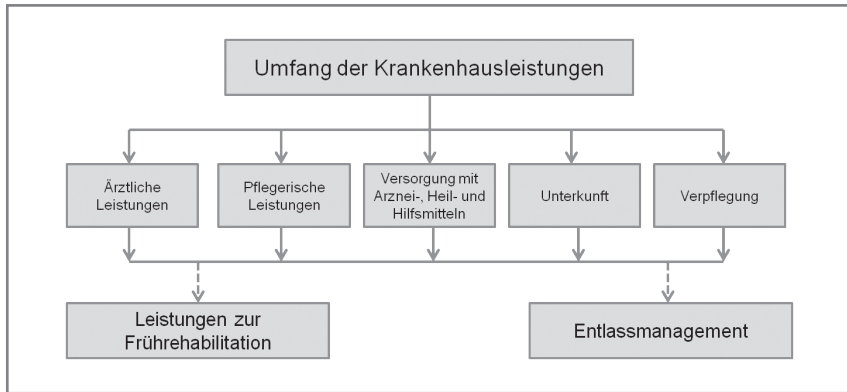 Umfang der Krankenhausleistungen
Ärztliche
Leistungen
Pflegerische
Leistungen
Versorgung mit
Arznei-, Heil- und
Hilfsmitteln
Unterkunft
Verpflegung
Leistungen zur
Frührehabilitation
Entlassmanagement